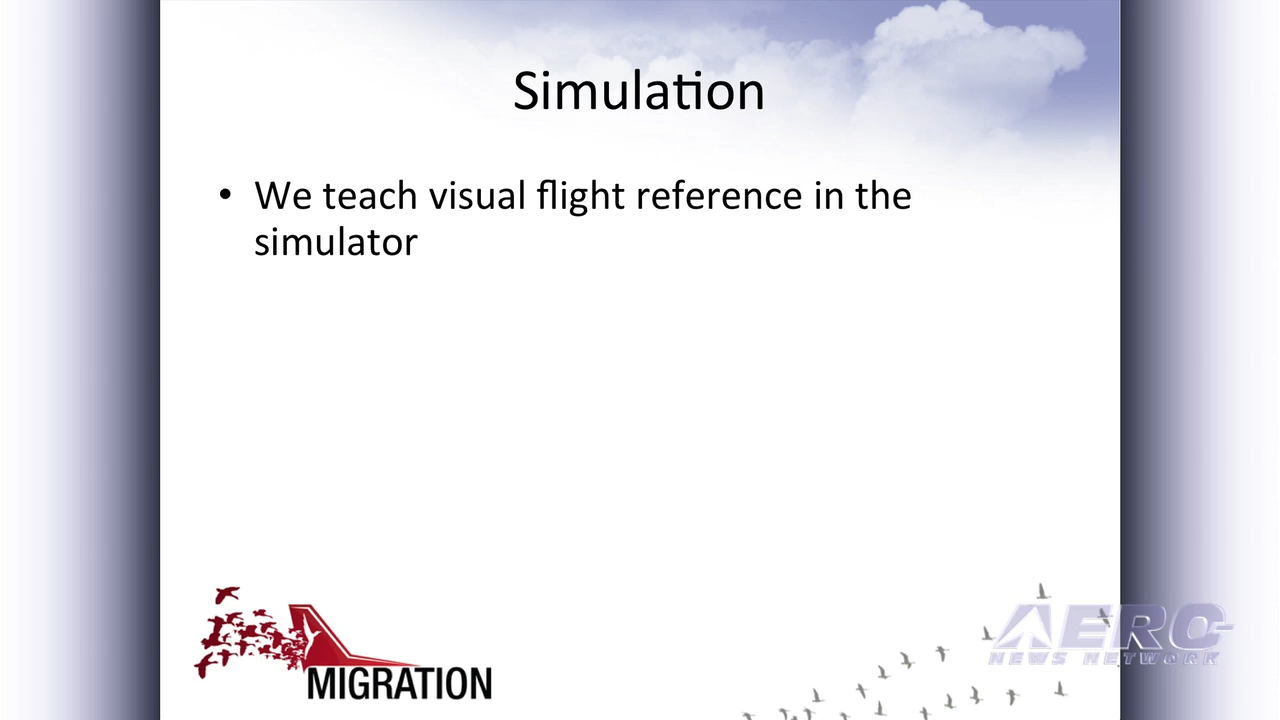 Simulation
• We teach visual flight reference in the
simulator
MIGRATION
AERO
NEWS NETWORK